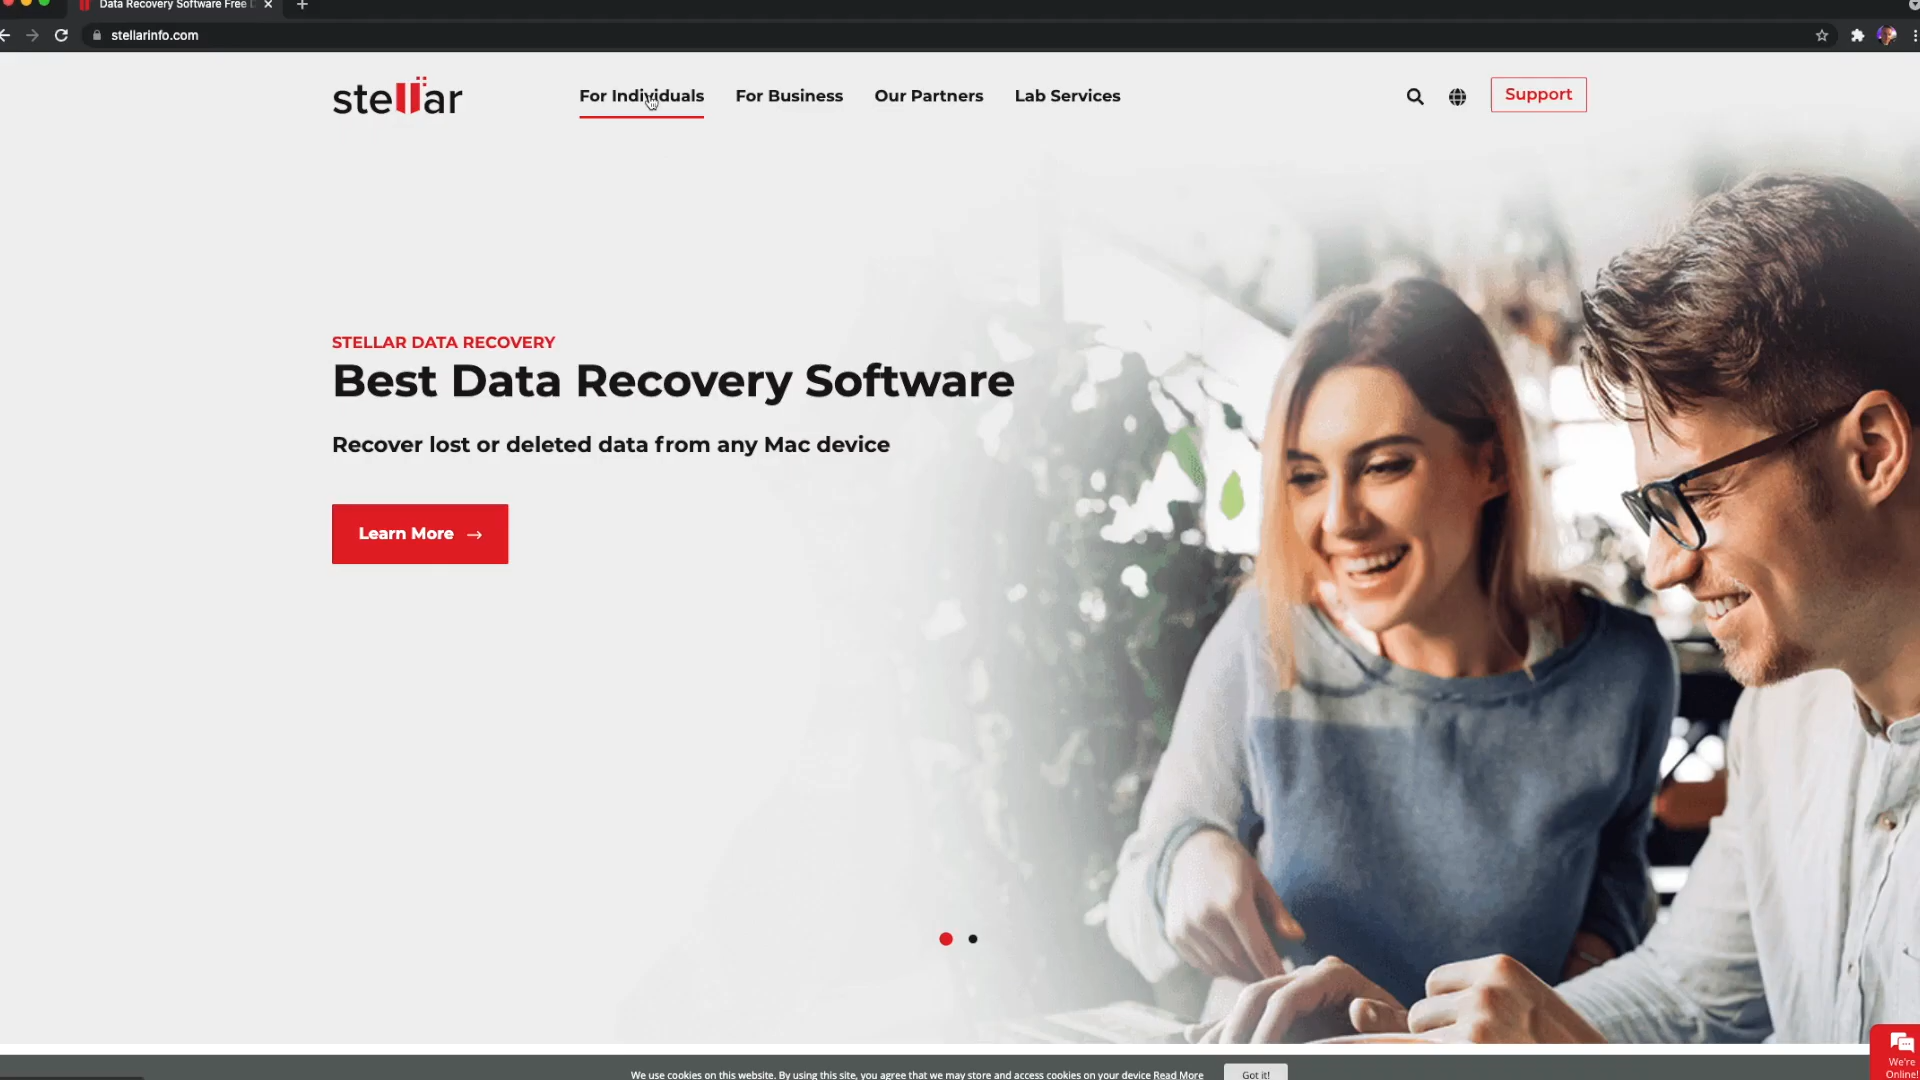 Data Recovery Software Free
stellarinfo.com
stellar
For Individuals
For Business
Our Partners
Lab Services
Support
STELLAR DATA RECOVERY
Best Data Recovery Software
Recover lost or deleted data from any Mac device
Learn More →
We use cookies on this website. By using this site, you agree that we may store and access cookies on your device Read More
Got it!
We're
Online!